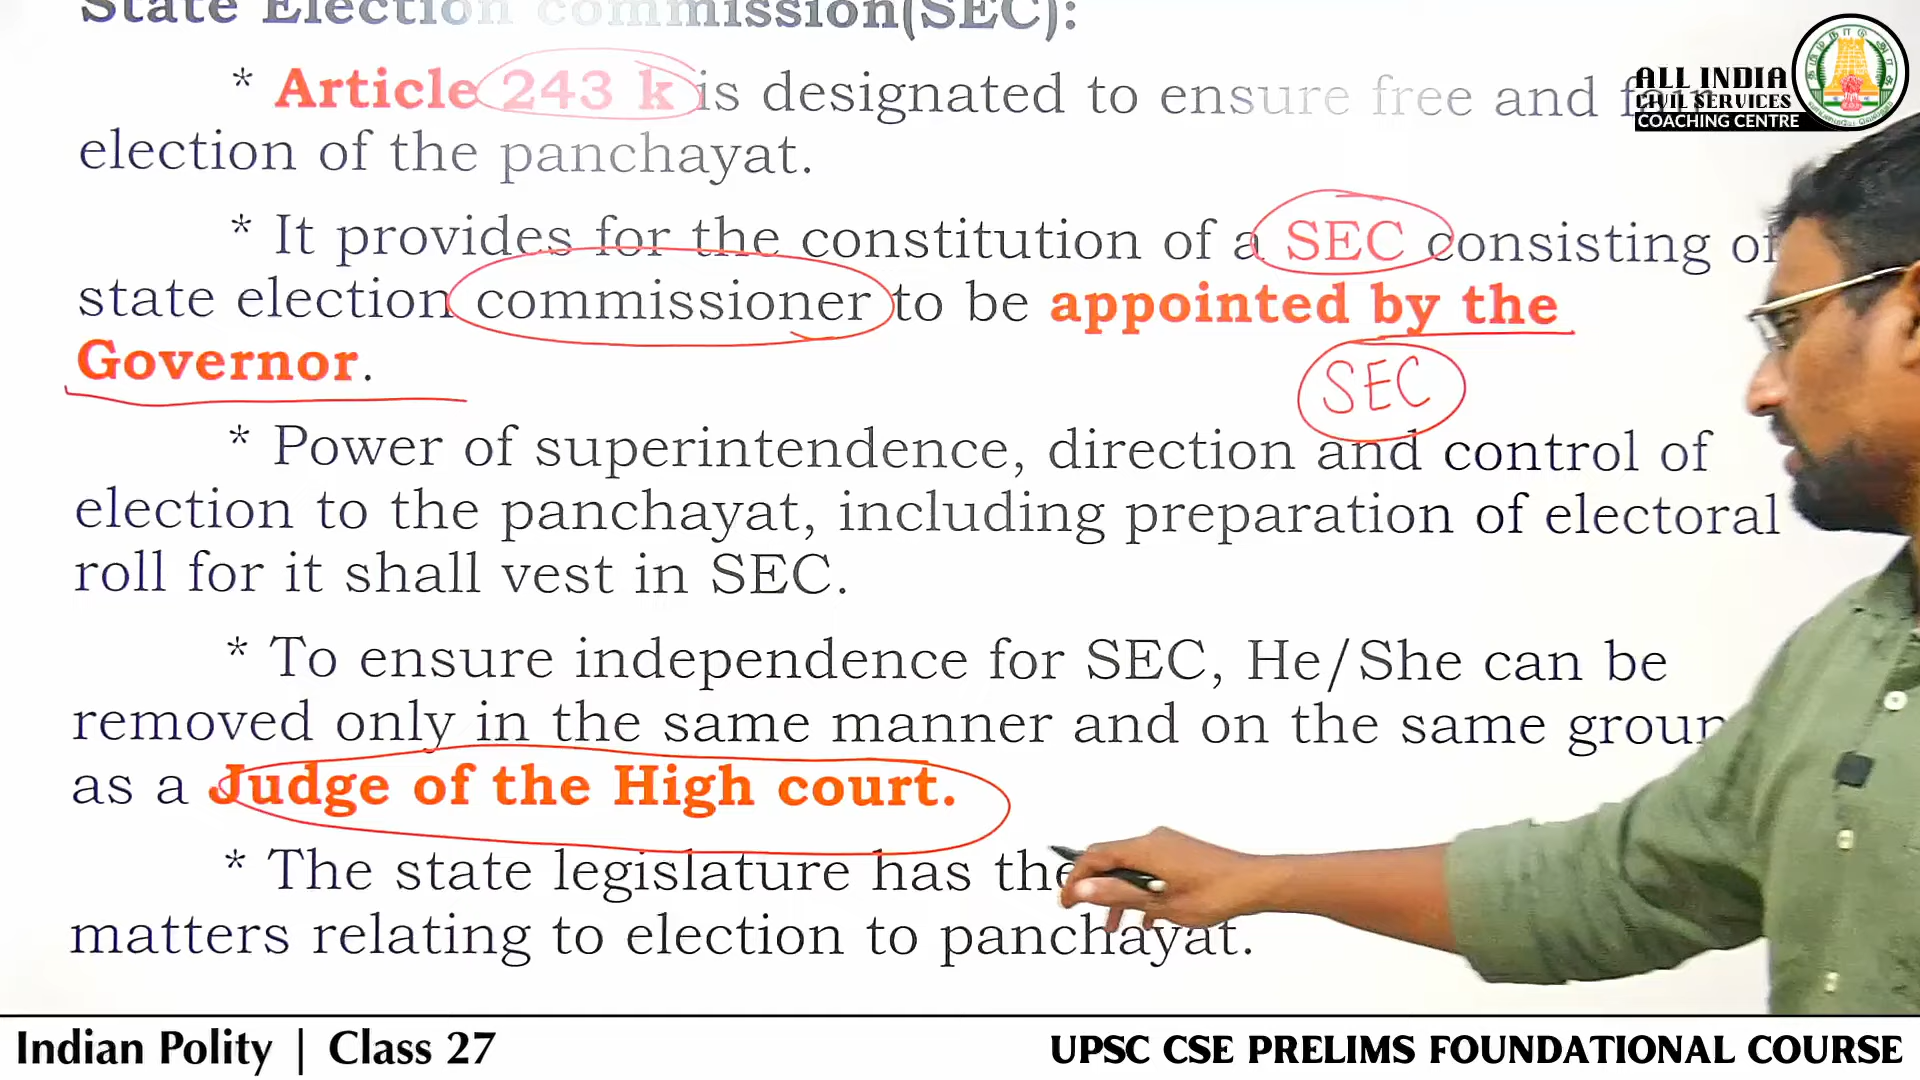 State Election commission(SEC):
* Article 243 k is designated to ensure free and fair
election of the panchayat.
* It provides for the constitution of a SEC consisting of
state election commissioner to be appointed by the
Governor.
SEC
* Power of superintendence, direction and control of
election to the panchayat, including preparation of electoral
roll for it shall vest in SEC.
* To ensure independence for SEC, He/She can be
removed only in the same manner and on the same groun
as a Judge of the High court.
* The state legislature has the
matters relating to election to panchayat.
ALL INDIA
CIVIL SERVICES
COACHING CENTRE
Indian Polity | Class 27
UPSC CSE PRELIMS FOUNDATIONAL COURSE